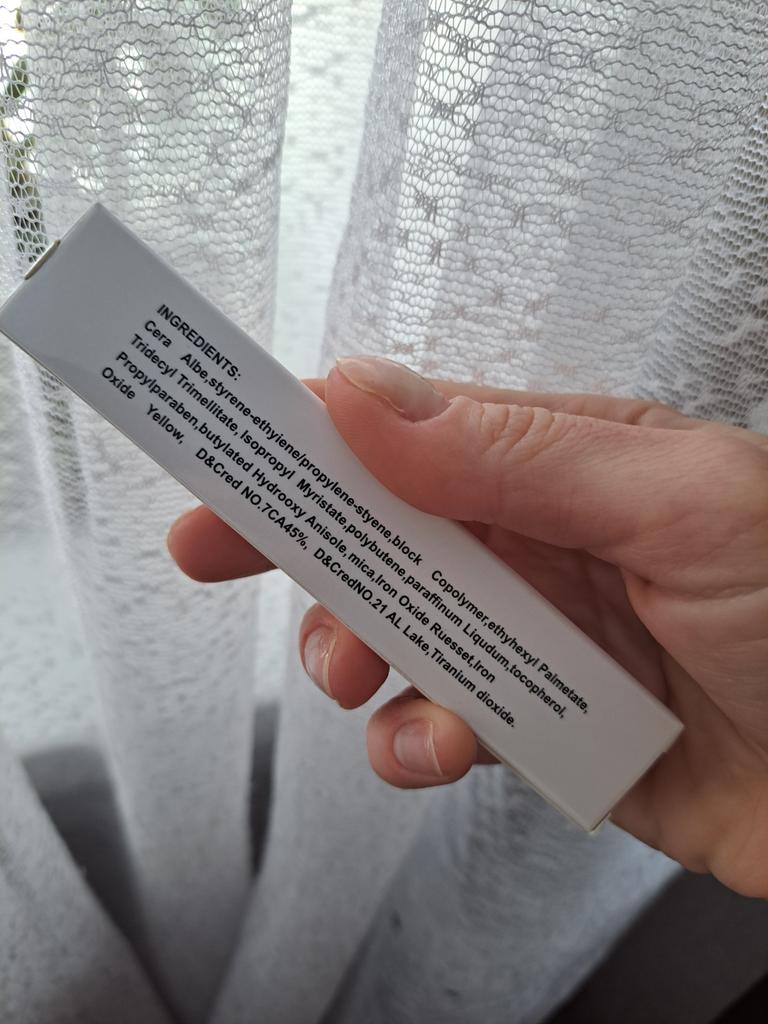 INGREDIENTS:
Cera Albe,styrene-ethyiene/propylene-styene,block Copolymer,ethyhexyl Palmetate,
Tridecyl Trimellitate, Isopropyl Myristate,polybutene,paraffinum Liqudum,tocopherol,
Propylparaben,butylated Hydrooxy Anisole,mica,Iron Oxide Ruesset,Iron
Oxide Yellow, D&Cred NO.7CA45%, D&CredNO.21 AL Lake,Tiranium dioxide.